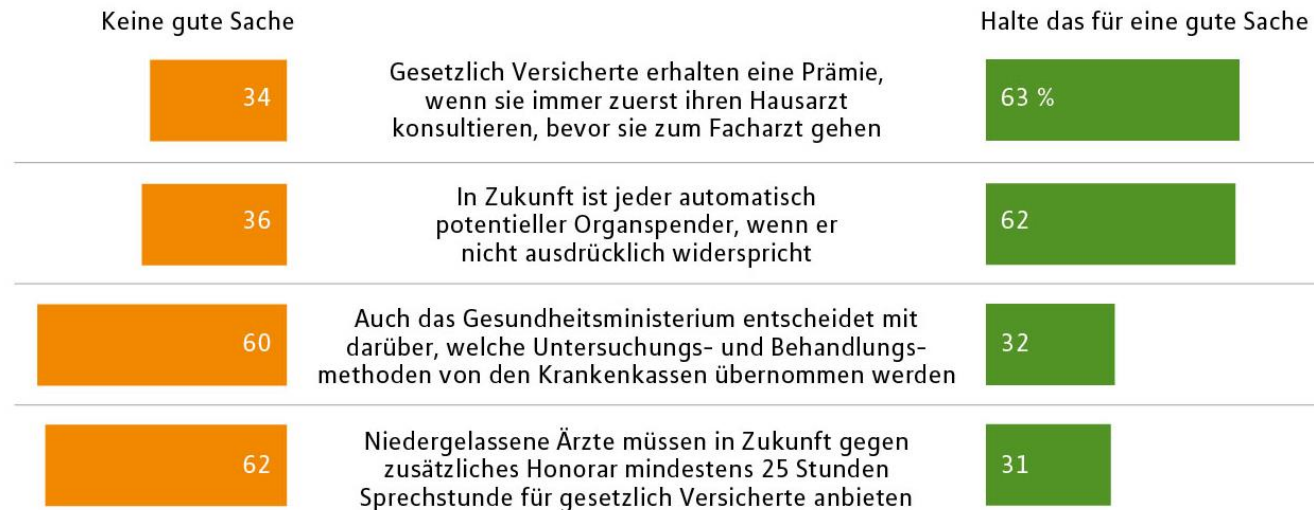 Keine gute Sache
Halte das für eine gute Sache
34
Gesetzlich Versicherte erhalten eine Prämie,
wenn sie immer zuerst ihren Hausarzt
konsultieren, bevor sie zum Facharzt gehen
63 %
36
In Zukunft ist jeder automatisch
potentieller Organspender, wenn er
nicht ausdrücklich widerspricht
62
60
Auch das Gesundheitsministerium entscheidet mit
darüber, welche Untersuchungs- und Behandlungs-
methoden von den Krankenkassen übernommen werden
32
62
Niedergelassene Ärzte müssen in Zukunft gegen
zusätzliches Honorar mindestens 25 Stunden
Sprechstunde für gesetzlich Versicherte anbieten
31